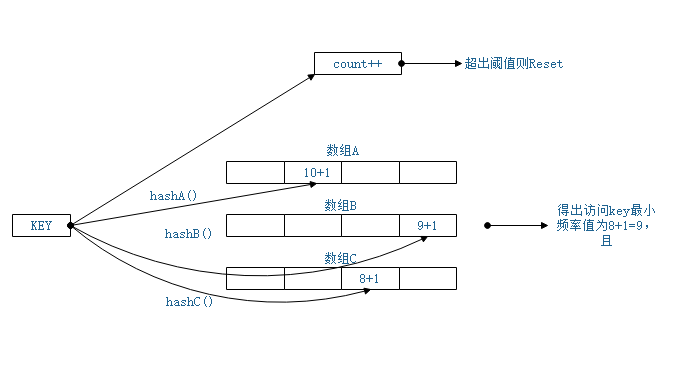 count++
超出阈值则Reset
数组A
10+1
hashA()
数组B
KEY
9+1
hashB()
得出访问key最小
频率值为8+1=9，
且
数组C
8+1
hashC()